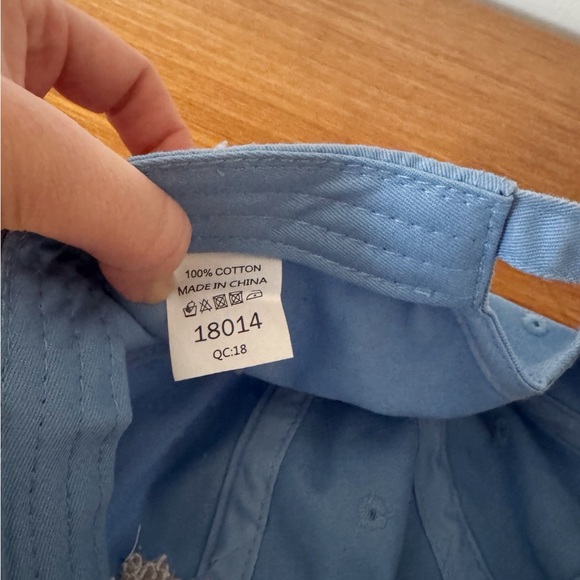 100% COTTON
MADE IN CHINA
18014
QC:18